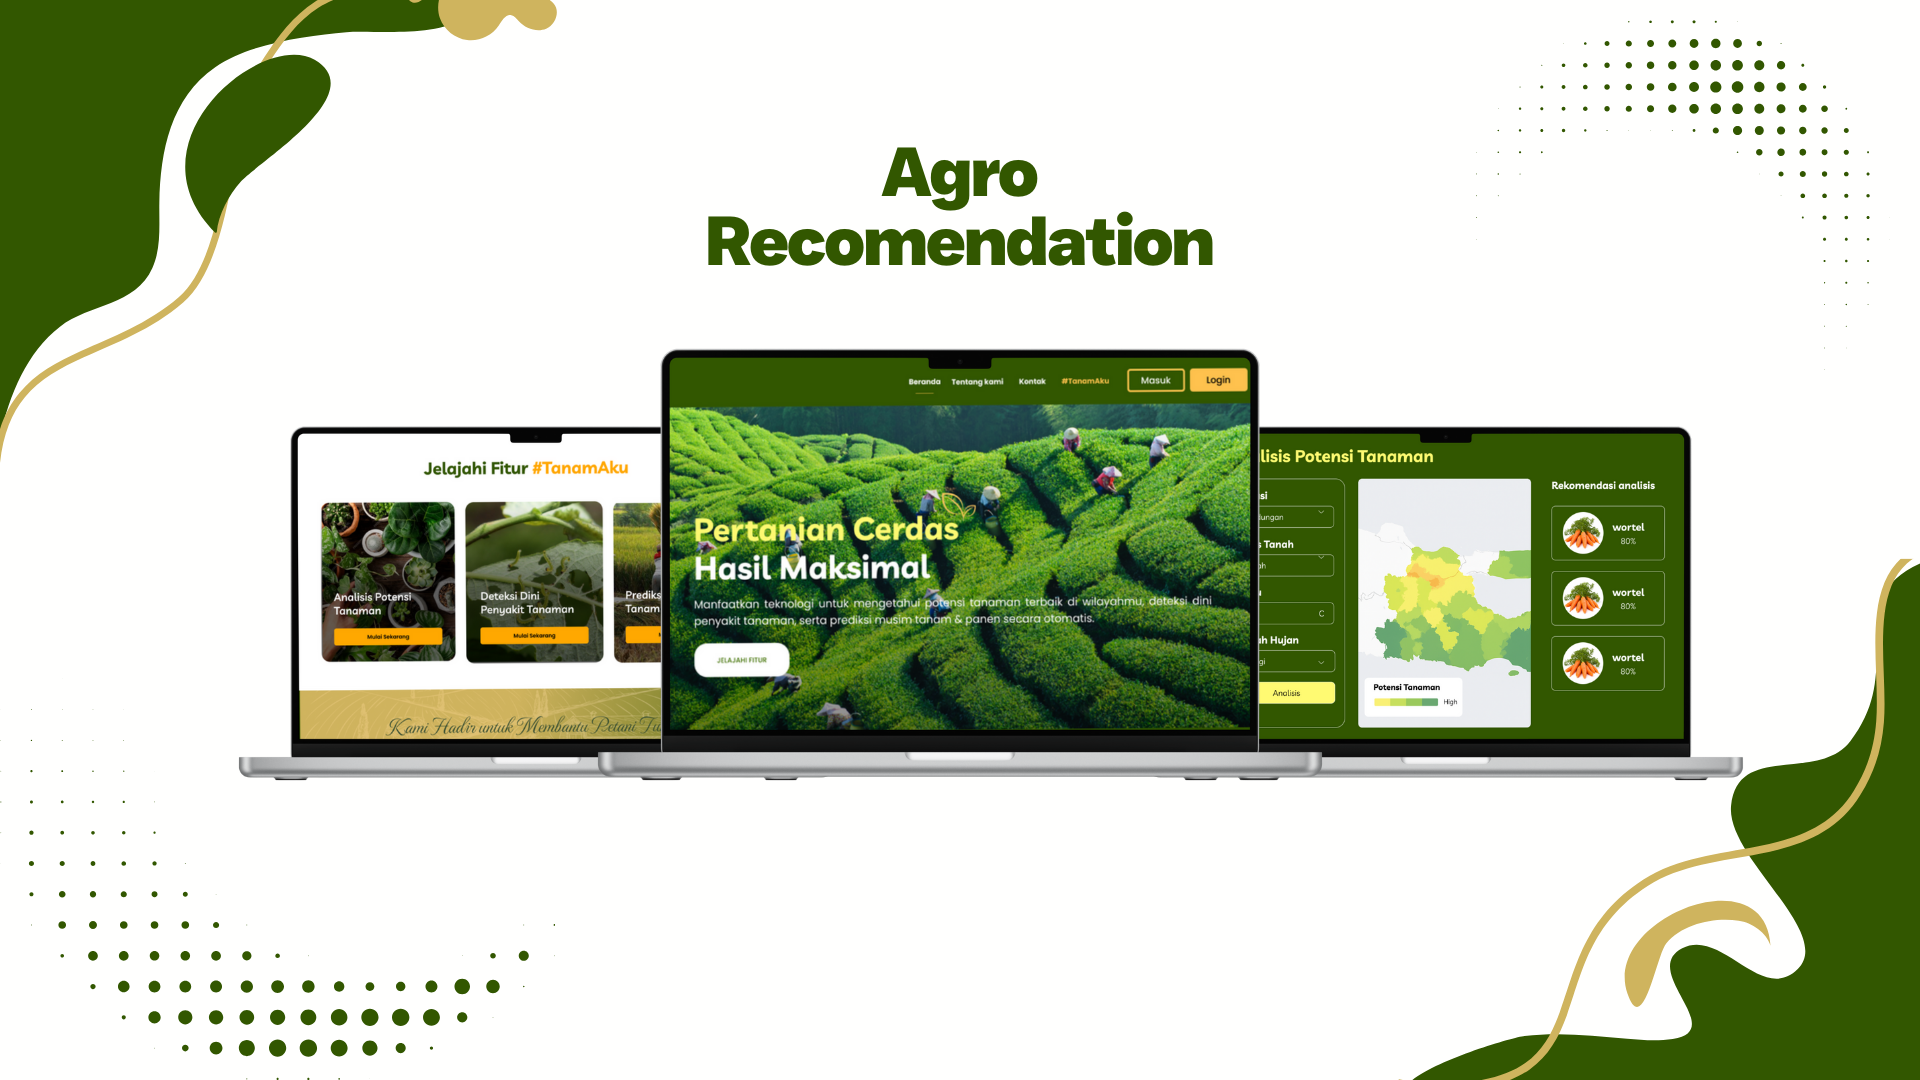 Agro
Recomendation
Jelajahi Fitur #TanamAku
Analisis Potensi
Tanaman
Mulai Sekarang
Deteksi Dini
Penyakit Tanaman
Mulai Sekarang
Predik
Tanam
Kami Hadir untuk Membantu Petani
Beranda Tentang kami Kontak #TanamAku Masuk Login
Pertanian Cerdas
Hasil Maksimal
Manfaatkan teknologi untuk mengetahui potensi tanaman terbaik di wilayahmu, deteksi dini
penyakit tanaman, serta prediksi musim tanam & panen secara otomatis.
JELAJAHI FITUR
lisis Potensi Tanaman
si
lungan
Tanah
ah
C
h Hujan
gi
Analisis
Potensi Tanaman
High
Rekomendasi analisis
wortel
80%
wortel
80%
wortel
80%